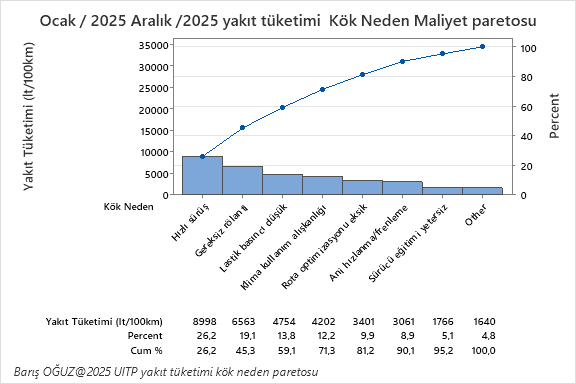 Ocak / 2025 Aralık /2025 yakıt tüketimi  Kök Neden Maliyet paretosu
Yakıt Tüketimi (lt/100km)
35000
30000
25000
20000
15000
10000
5000
0
100
80
60
40
20
0
Percent
Kök Neden
Hızlı sürüş
Gereksiz rölanti
Lastik basıncı düşük
Klima kullanım alışkanlığı
Rota optimizasyonu eksik
Ani hızlanma/frenleme
Sürücü eğitimi yetersiz
Other
Yakıt Tüketimi (lt/100km) 8998 6563 4754 4202 3401 3061 1766 1640
Percent 26,2 19,1 13,8 12,2 9,9 8,9 5,1 4,8
Cum % 26,2 45,3 59,1 71,3 81,2 90,1 95,2 100,0
Barış OĞUZ@2025 UITP yakıt tüketimi kök neden paretosu